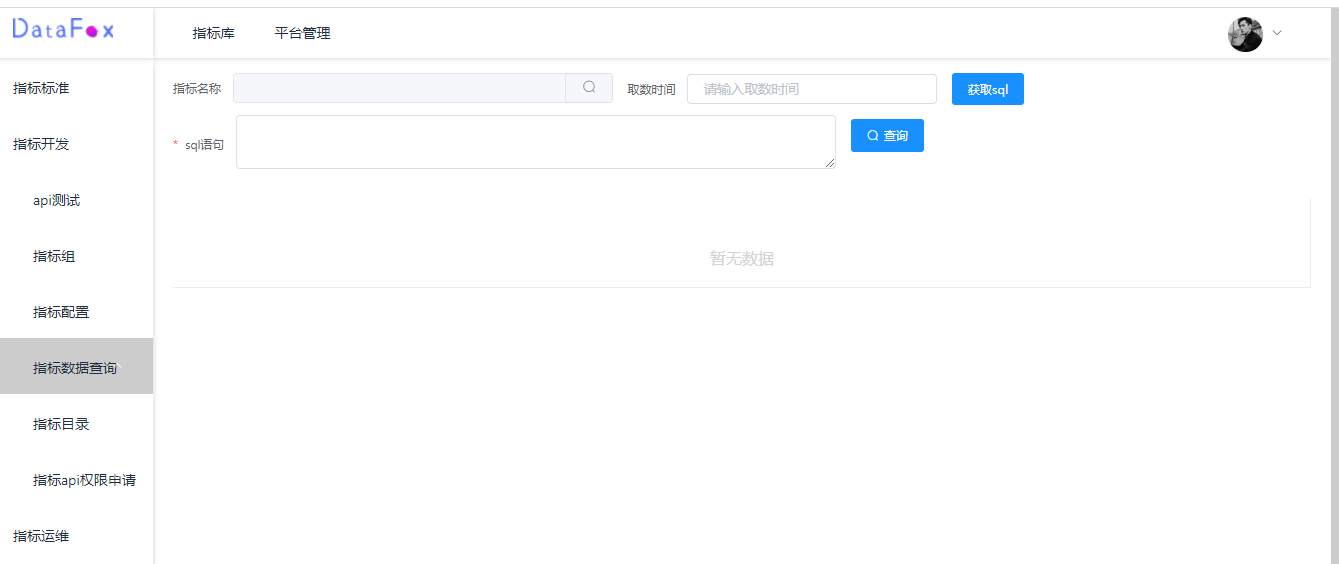 DataFox
指标库
平台管理
指标标准
指标开发
api测试
指标组
指标配置
指标数据查询
指标目录
指标api权限申请
指标运维
指标名称
取数时间
请输入取数时间
获取sql
* sql语句
查询
暂无数据